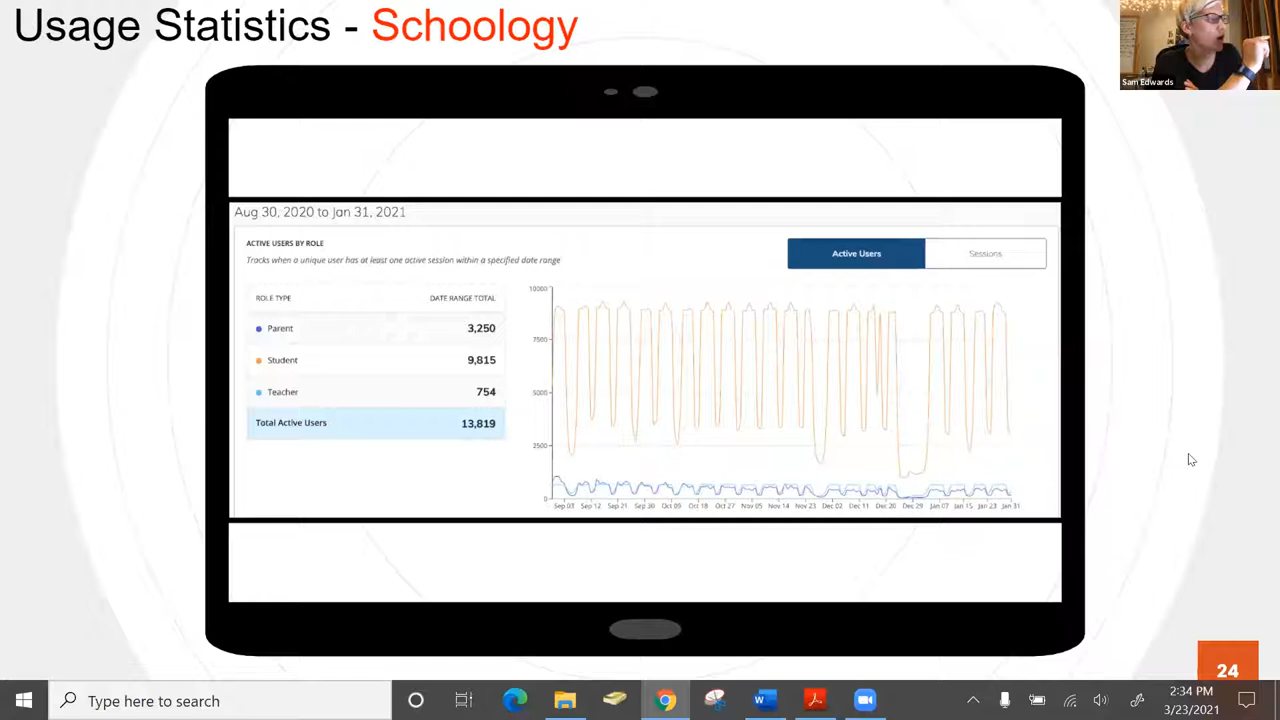 Usage Statistics - Schoology
Sam Edwards
Aug 30, 2020 to Jan 31, 2021
ACTIVE USERS BY ROLE
Tracks when a unique user has at least one active session within a specified date range
Active Users
Sessions
ROLE TYPE DATE RANGE TOTAL
Parent 3,250
Student 9,815
Teacher 754
Total Active Users 13,819
10000
7500
5000
2500
0
Sep 03 Sep 12 Sep 21 Sep 30 Oct 09 Oct 18 Oct 27 Nov 05 Nov 14 Nov 23 Dec 02 Dec 11 Dec 20 Dec 29 Jan 07 Jan 15 Jan 23 Jan 31
24
Type here to search
2:34 PM
3/23/2021